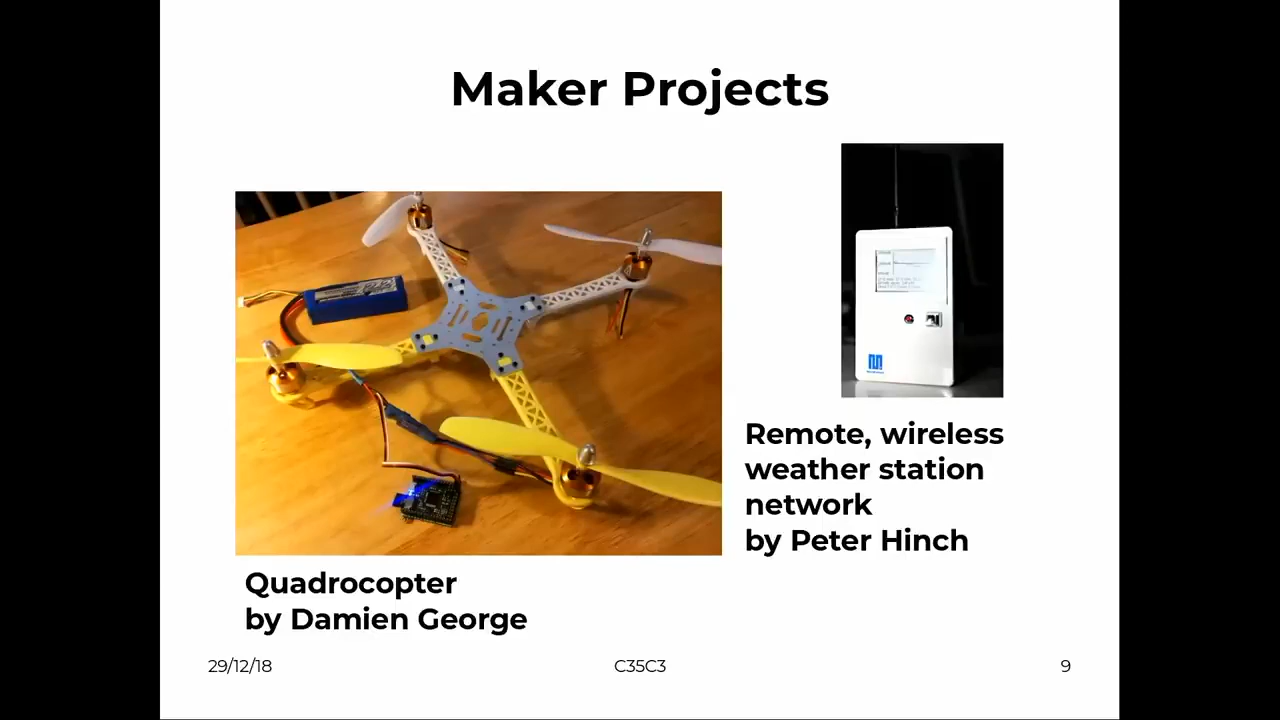 Maker Projects
Quadrocopter
by Damien George
Remote, wireless
weather station
network
by Peter Hinch
29/12/18
C35C3
9